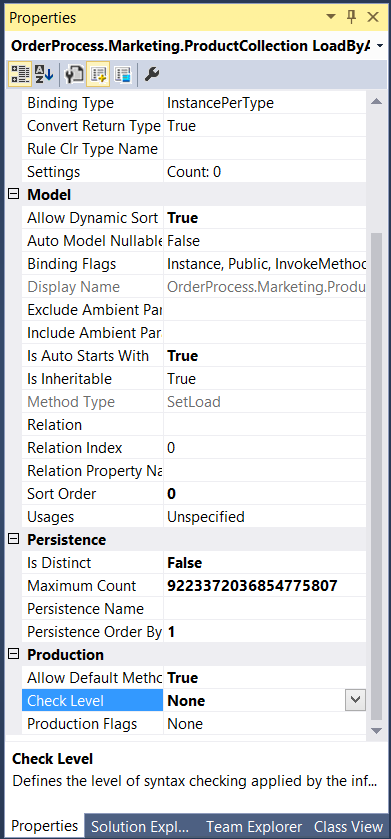 Properties
OrderProcess.Marketing.ProductCollection LoadByA
Binding Type InstancePerType
Convert Return Type True
Rule Clr Type Name
Settings Count: 0
Model
Allow Dynamic Sort True
Auto Model Nullable False
Binding Flags Instance, Public, InvokeMethod
Display Name OrderProcess.Marketing.Produ
Exclude Ambient Par
Include Ambient Par
Is Auto Starts With True
Is Inheritable True
Method Type SetLoad
Relation
Relation Index 0
Relation Property Na
Sort Order 0
Usages Unspecified
Persistence
Is Distinct False
Maximum Count 9223372036854775807
Persistence Name
Persistence Order By 1
Production
Allow Default Metho True
Check Level None
Production Flags None
Check Level
Defines the level of syntax checking applied by the inf...
Properties Solution Expl... Team Explorer Class View